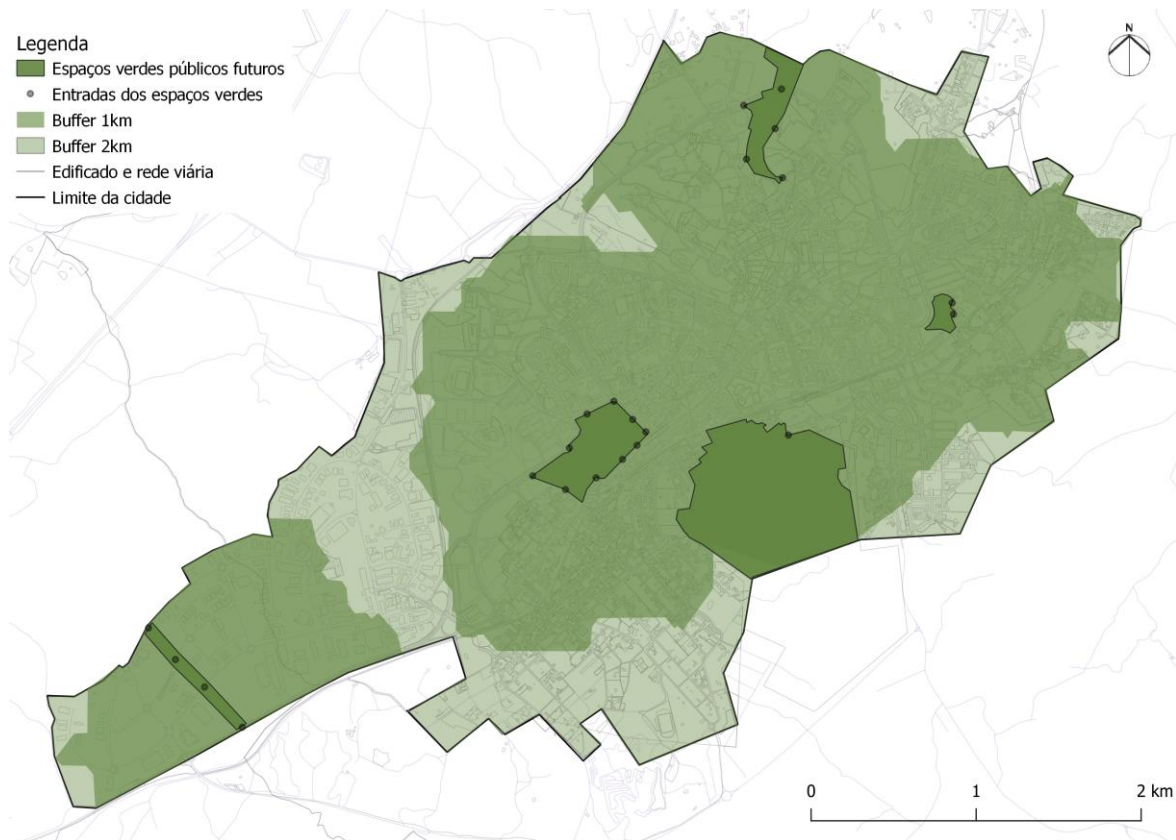 Legenda
Espaços verdes públicos futuros
Entradas dos espaços verdes
Buffer 1km
Buffer 2km
Edificado e rede viária
Limite da cidade
N
0 1 2 km